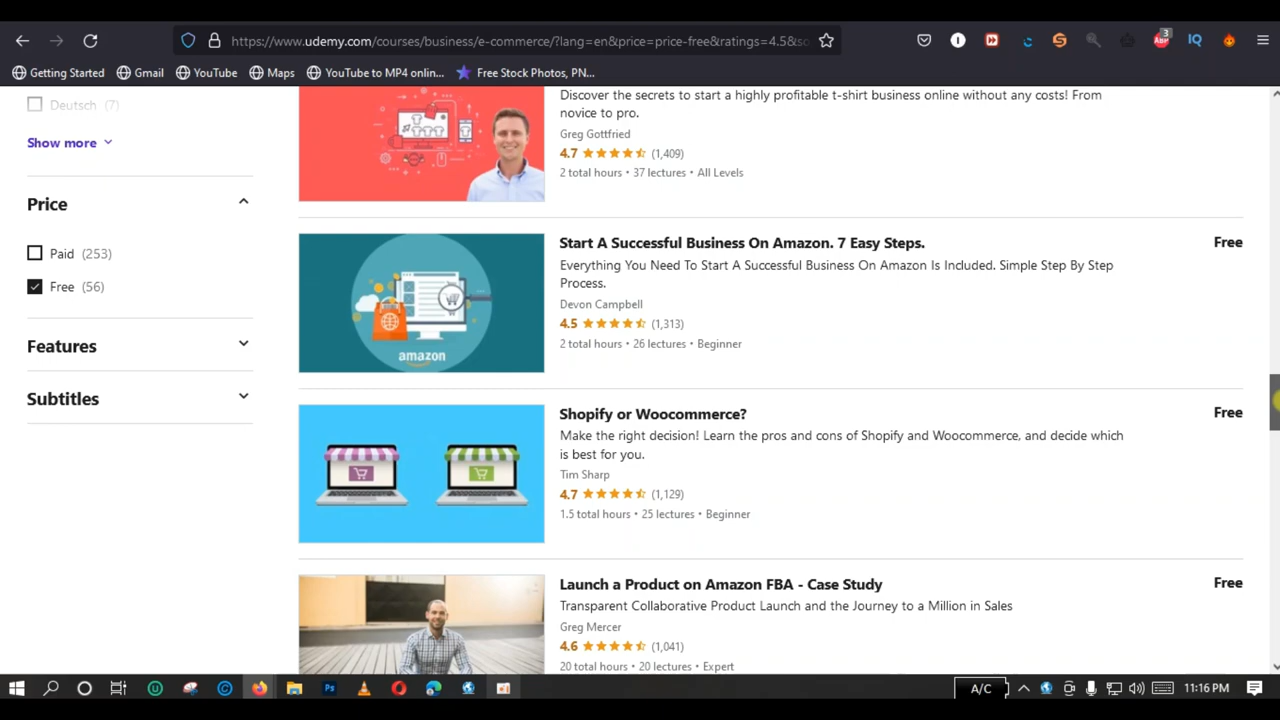 https://www.udemy.com/courses/business/e-commerce/?lang=en&price=price-free&ratings=4.5&so
3
IQ
Getting Started
Gmail
YouTube
Maps
YouTube to MP4 onlin...
Free Stock Photos, PN...
Deutsch (7)
Show more
Price
Paid (253)
Free (56)
Features
Subtitles
Discover the secrets to start a highly profitable t-shirt business online without any costs! From
novice to pro.
Greg Gottfried
4.7 (1,409)
2 total hours • 37 lectures • All Levels
Start A Successful Business On Amazon. 7 Easy Steps.
Free
Everything You Need To Start A Successful Business On Amazon Is Included. Simple Step By Step
Process.
Devon Campbell
4.5 (1,313)
2 total hours • 26 lectures • Beginner
amazon
Shopify or Woocommerce?
Free
Make the right decision! Learn the pros and cons of Shopify and Woocommerce, and decide which
is best for you.
Tim Sharp
4.7 (1,129)
1.5 total hours • 25 lectures • Beginner
Launch a Product on Amazon FBA - Case Study
Free
Transparent Collaborative Product Launch and the Journey to a Million in Sales
Greg Mercer
4.6 (1,041)
20 total hours • 20 lectures • Expert
Ps
A/C
11:16 PM